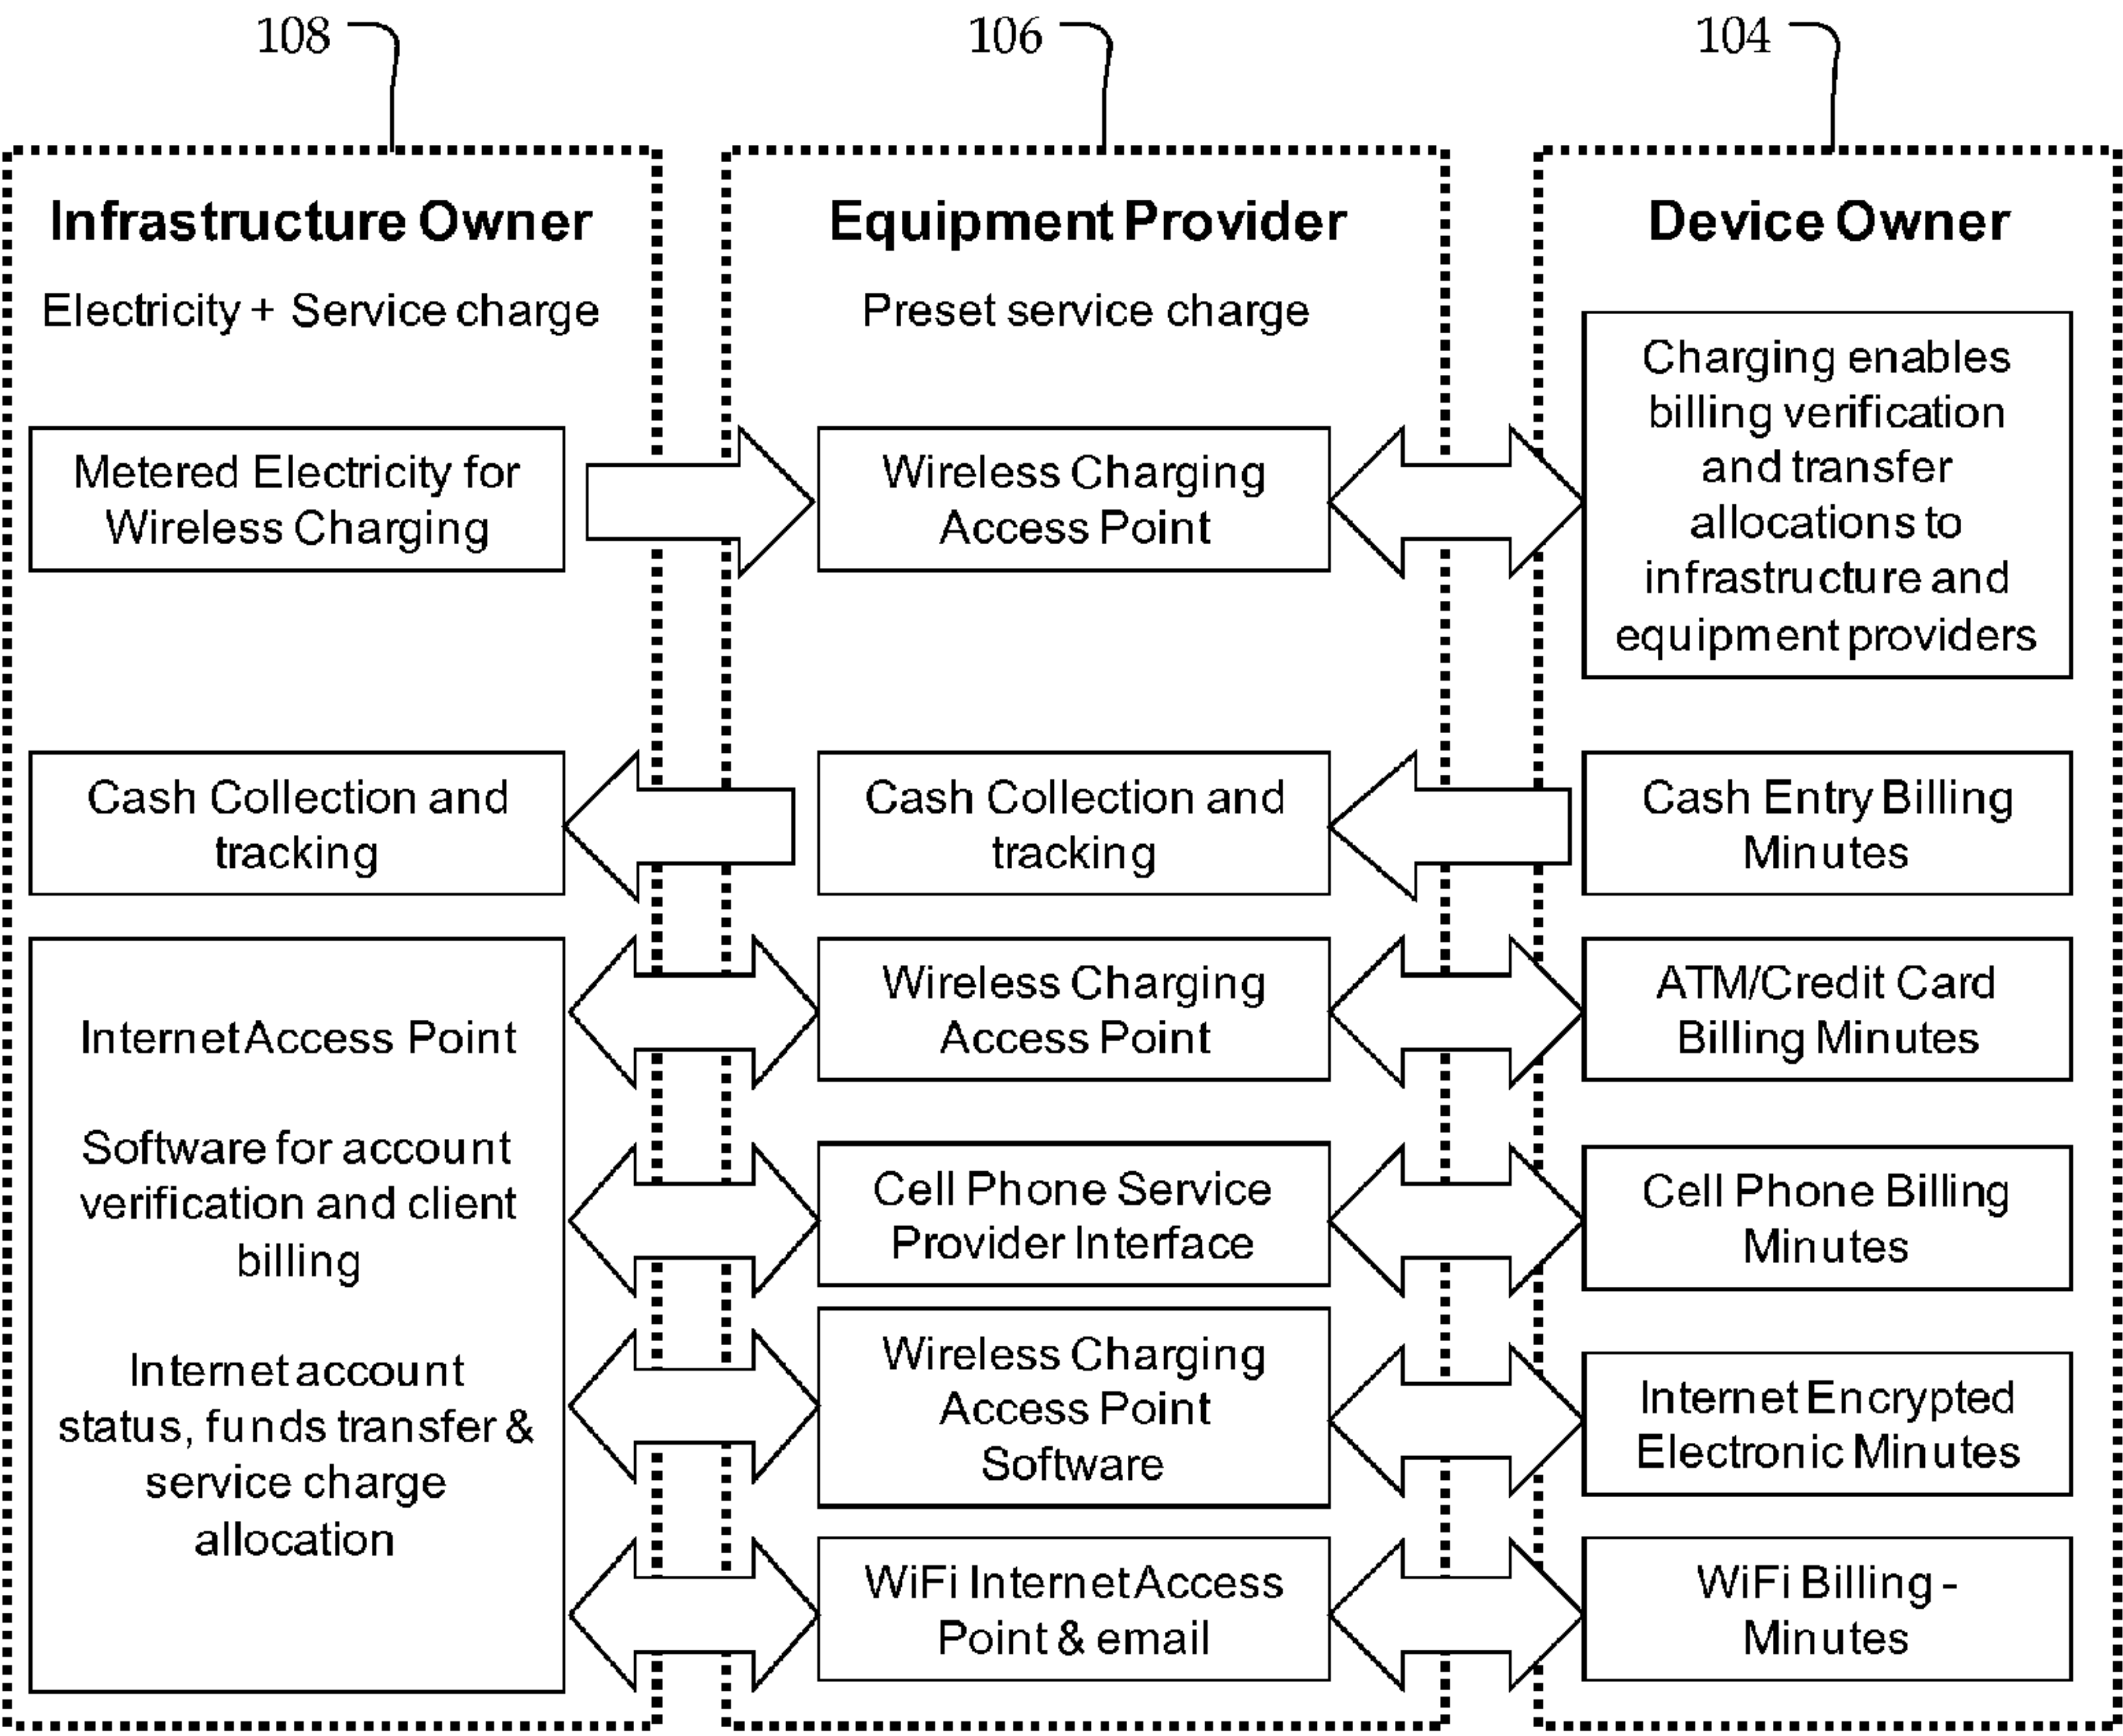 108
106
104
Infrastructure Owner
Electricity + Service charge
Metered Electricity for
Wireless Charging
Cash Collection and
tracking
Internet Access Point
Software for account
verification and client
billing
Internet account
status, funds transfer &
service charge
allocation
Equipment Provider
Preset service charge
Wireless Charging
Access Point
Cash Collection and
tracking
Wireless Charging
Access Point
Cell Phone Service
Provider Interface
Wireless Charging
Access Point
Software
WiFi Internet Access
Point & email
Device Owner
Charging enables
billing verification
and transfer
allocations to
infrastructure and
equipment providers
Cash Entry Billing
Minutes
ATM/Credit Card
Billing Minutes
Cell Phone Billing
Minutes
Internet Encrypted
Electronic Minutes
WiFi Billing -
Minutes